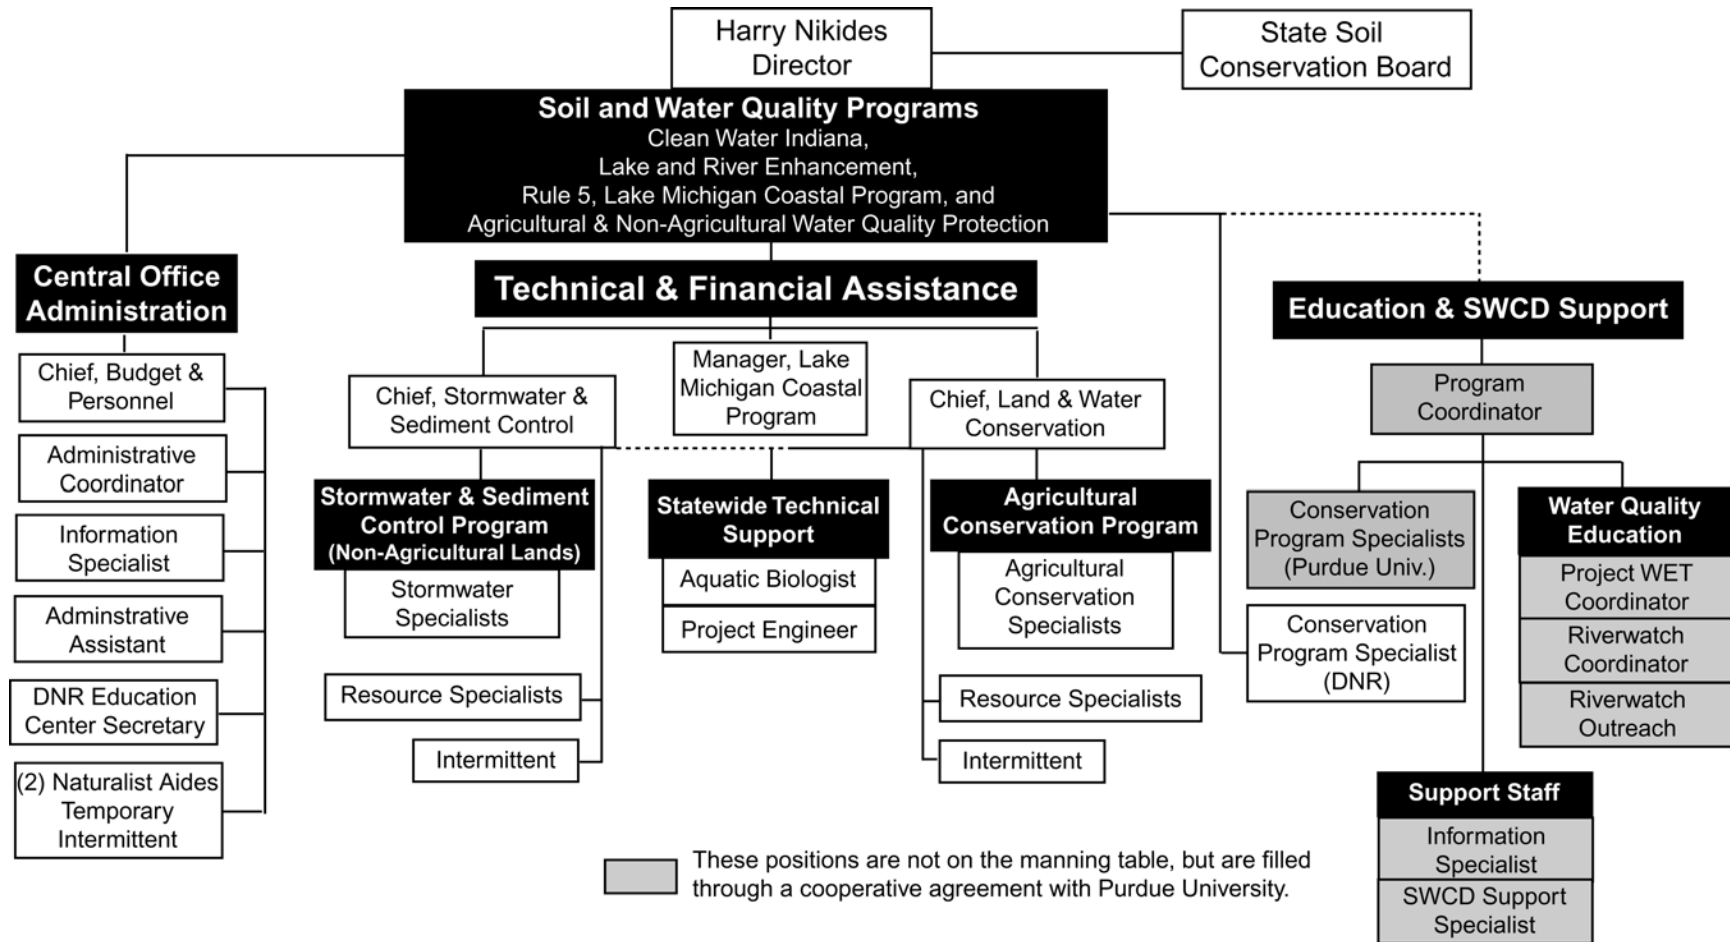 Harry Nikides
Director
State Soil
Conservation Board
Soil and Water Quality Programs
Clean Water Indiana,
Lake and River Enhancement,
Rule 5, Lake Michigan Coastal Program, and
Agricultural & Non-Agricultural Water Quality Protection
Central Office
Administration
Chief, Budget &
Personnel
Administrative
Coordinator
Information
Specialist
Adminstrative
Assistant
DNR Education
Center Secretary
(2) Naturalist Aides
Temporary
Intermittent
Technical & Financial Assistance
Chief, Stormwater &
Sediment Control
Manager, Lake
Michigan Coastal
Program
Chief, Land & Water
Conservation
Stormwater & Sediment
Control Program
(Non-Agricultural Lands)
Stormwater
Specialists
Resource Specialists
Intermittent
Statewide Technical
Support
Aquatic Biologist
Project Engineer
Agricultural
Conservation Program
Agricultural
Conservation
Specialists
Resource Specialists
Intermittent
Education & SWCD Support
Program
Coordinator
Conservation
Program Specialists
(Purdue Univ.)
Conservation
Program Specialist
(DNR)
Water Quality
Education
Project WET
Coordinator
Riverwatch
Coordinator
Riverwatch
Outreach
Support Staff
Information
Specialist
SWCD Support
Specialist
These positions are not on the manning table, but are filled
through a cooperative agreement with Purdue University.